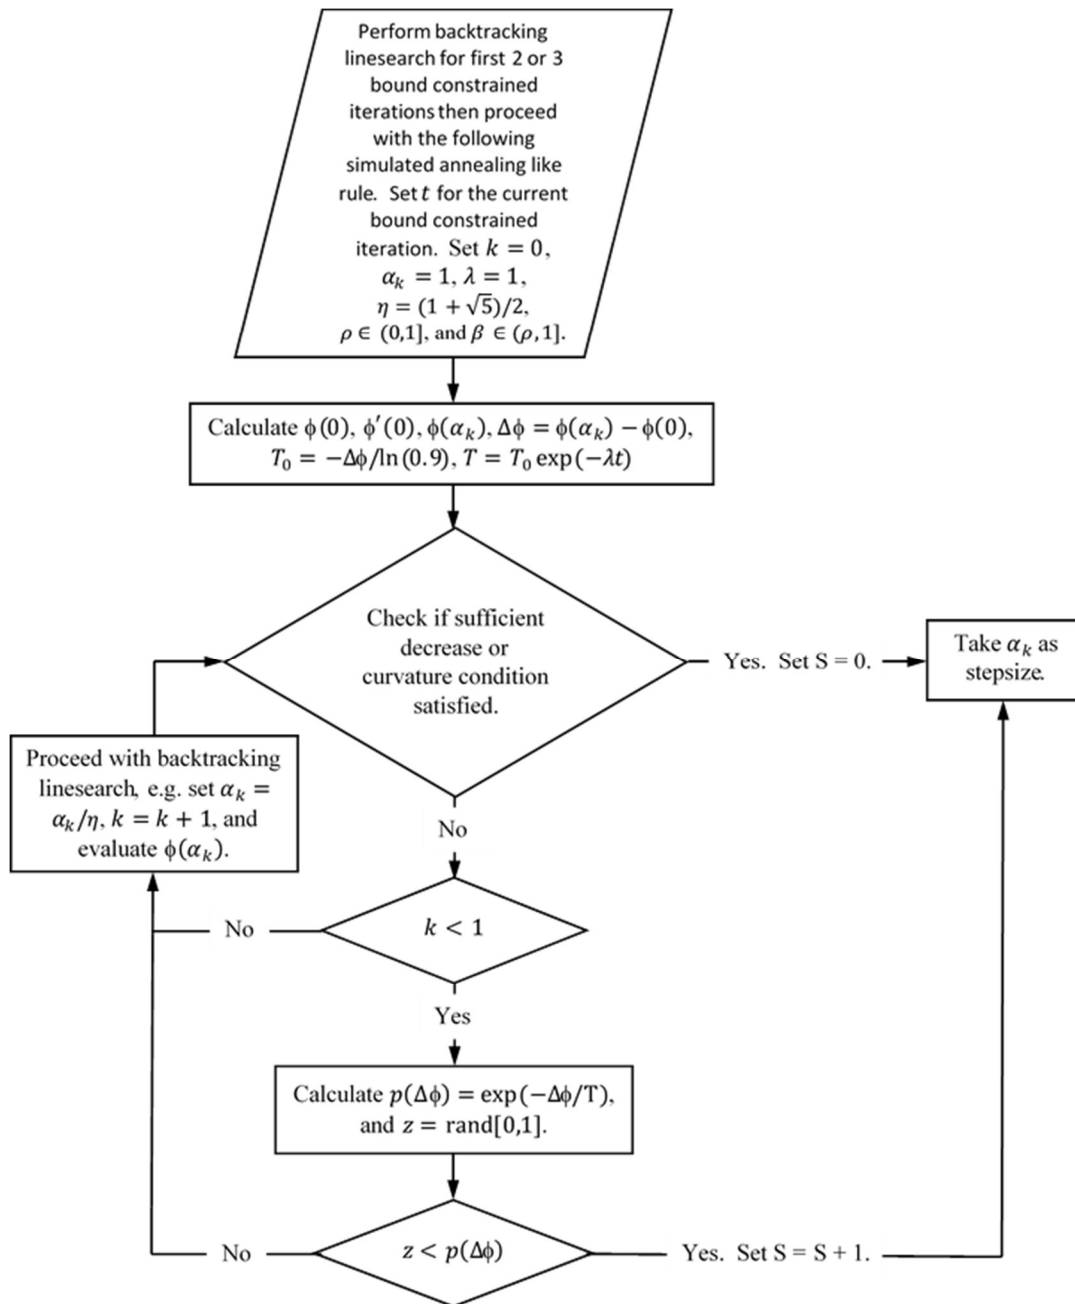 Perform backtracking
linesearch for first 2 or 3
bound constrained
iterations then proceed
with the following
simulated annealing like
rule. Set t for the current
bound constrained
iteration. Set k = 0,
αₖ = 1, λ = 1,
η = (1 + √5)/2,
ρ ∈ (0,1], and β ∈ (ρ, 1].
Calculate ϕ(0), ϕ′(0), ϕ(αₖ), Δϕ = ϕ(αₖ) − ϕ(0),
T₀ = −Δϕ/ln(0.9), T = T₀ exp(−λt)
Check if sufficient
decrease or
curvature condition
satisfied.
Yes. Set S = 0.
Take αₖ as
stepsize.
Proceed with backtracking
linesearch, e.g. set αₖ =
αₖ/η, k = k + 1, and
evaluate ϕ(αₖ).
No
k < 1
No
Yes
Calculate p(Δϕ) = exp(−Δϕ/T),
and z = rand[0,1].
z < p(Δϕ)
No
Yes. Set S = S + 1.